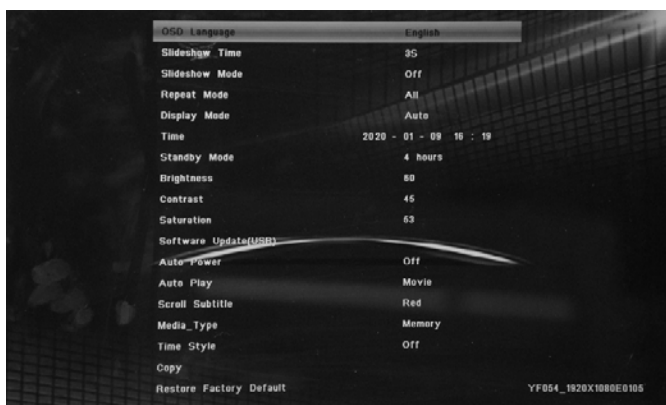 OSD Language English
Slideshow Time 3S
Slideshow Mode Off
Repeat Mode All
Display Mode Auto
Time 2020 - 01 - 09 16 : 19
Standby Mode 4 hours
Brightness 60
Contrast 45
Saturation 53
Software Update(USB)
Auto Power Off
Auto Play Movie
Scroll Subtitle Red
Media_Type Memory
Time Style Off
Copy
Restore Factory Default YF054_1920X1080E0105